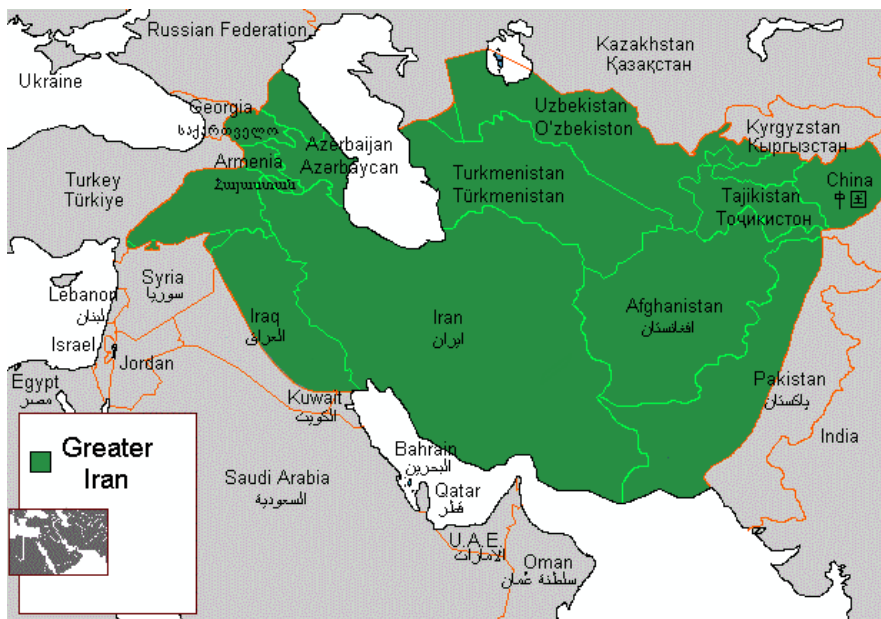 Russian Federation
Kazakhstan
Қазақстан
Ukraine
Georgia
საქართველო
Uzbekistan
O'zbekiston
Kyrgyzstan
Кыргызстан
Azerbaijan
Azərbaycan
Armenia
Հայաստան
Turkmenistan
Türkmenistan
Tajikistan
Тоҷикистон
China
中国
Turkey
Türkiye
Syria
سوريا
Lebanon
لبنان
Iraq
العراق
Iran
ايران
Afghanistan
افغانستان
Israel
Jordan
Egypt
مصر
Kuwait
الكويت
Pakistan
پاکستان
India
Bahrain
البحرين
Saudi Arabia
السعودية
Qatar
قطر
U.A.E.
الامارات
Oman
سلطنة عُمان
Greater
Iran